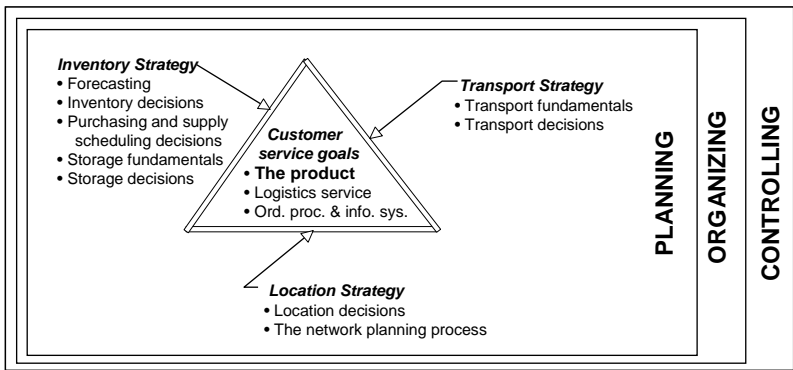 Inventory Strategy
• Forecasting
• Inventory decisions
• Purchasing and supply
scheduling decisions
• Storage fundamentals
• Storage decisions
Customer
service goals
• The product
• Logistics service
• Ord. proc. & info. sys.
Transport Strategy
• Transport fundamentals
• Transport decisions
Location Strategy
• Location decisions
• The network planning process
PLANNING
ORGANIZING
CONTROLLING